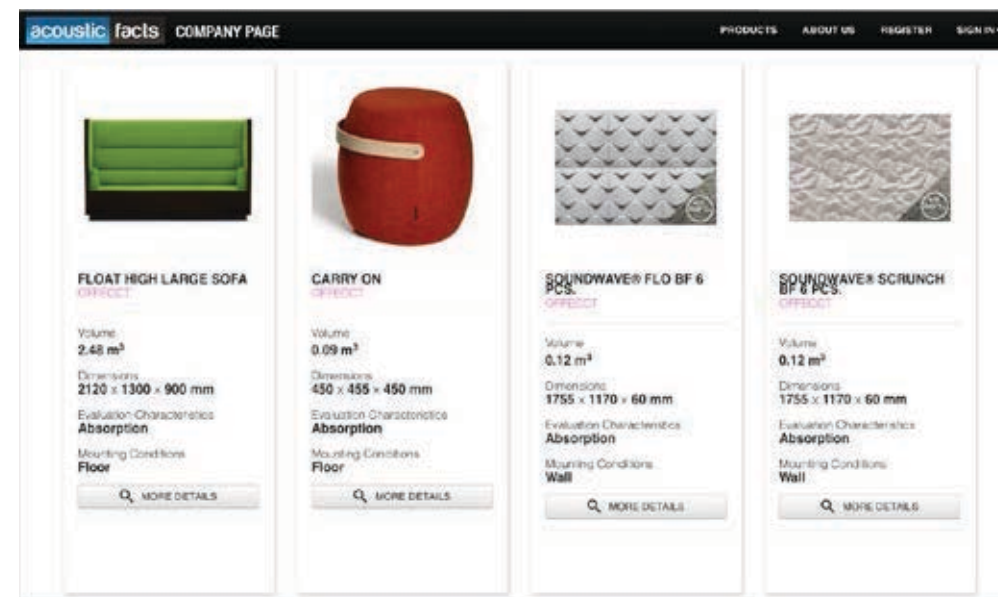 acoustic facts COMPANY PAGE
PRODUCTS ABOUT US REGISTER SIGN IN
FLOAT HIGH LARGE SOFA
OFFECCT
Volume
2.48 m³
Dimensions
2120 x 1300 x 900 mm
Evaluation Characteristics
Absorption
Mounting Conditions
Floor
MORE DETAILS
CARRY ON
OFFECCT
Volume
0.09 m³
Dimensions
450 x 455 x 450 mm
Evaluation Characteristics
Absorption
Mounting Conditions
Floor
MORE DETAILS
SOUNDWAVE® FLO BF 6
PCS.
OFFECCT
Volume
0.12 m³
Dimensions
1755 x 1170 x 60 mm
Evaluation Characteristics
Absorption
Mounting Conditions
Wall
MORE DETAILS
SOUNDWAVE® SCRUNCH
BF 6 PCS.
OFFECCT
Volume
0.12 m³
Dimensions
1755 x 1170 x 60 mm
Evaluation Characteristics
Absorption
Mounting Conditions
Wall
MORE DETAILS